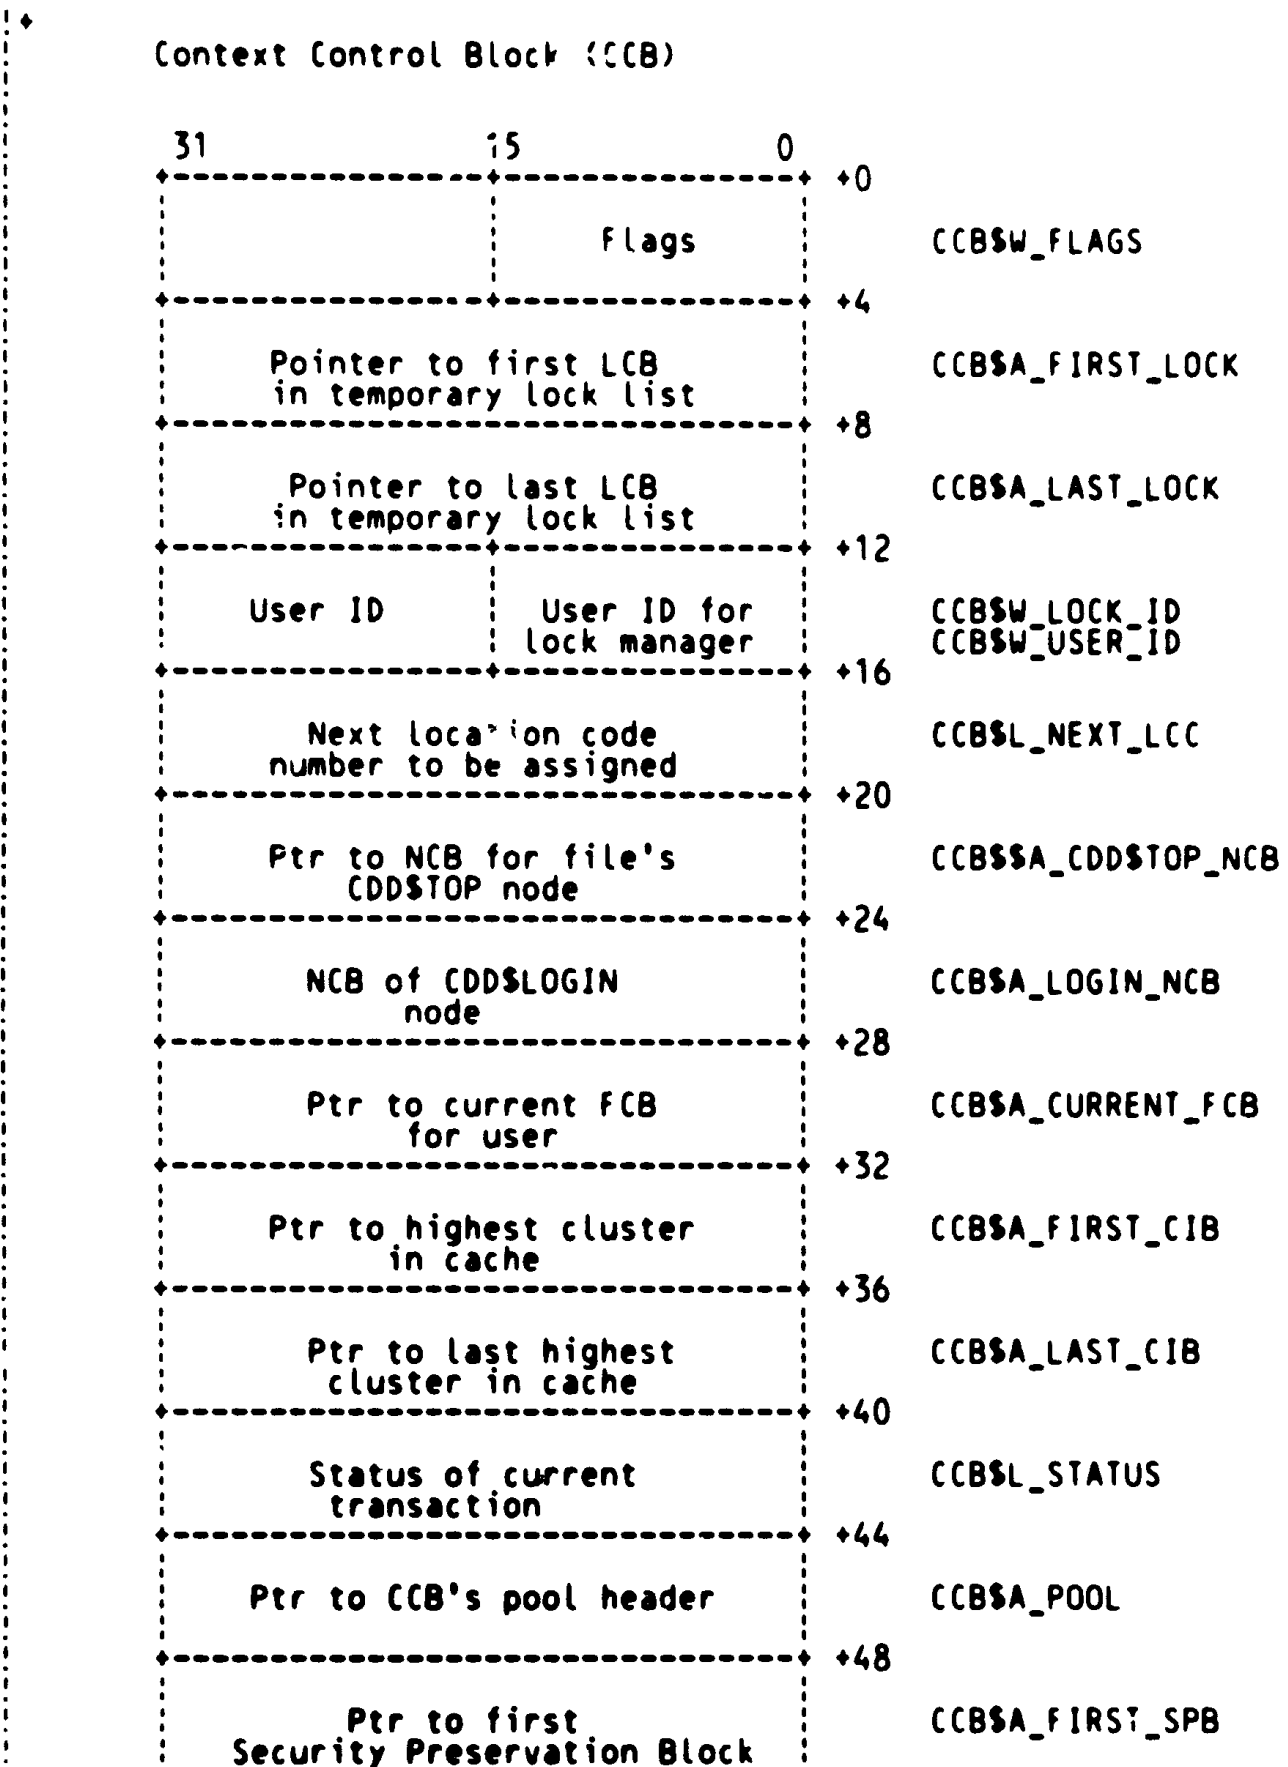 Context Control Block (CCB)
31 15 0
+0
Flags CCB$W_FLAGS
+4
Pointer to first LCB CCB$A_FIRST_LOCK
in temporary lock list
+8
Pointer to last LCB CCB$A_LAST_LOCK
in temporary lock list
+12
User ID User ID for CCB$W_LOCK_ID
lock manager CCB$W_USER_ID
+16
Next location code CCB$L_NEXT_LCC
number to be assigned
+20
Ptr to NCB for file's CCB$$A_CDD$TOP_NCB
CDD$TOP node
+24
NCB of CDD$LOGIN CCB$A_LOGIN_NCB
node
+28
Ptr to current FCB CCB$A_CURRENT_FCB
for user
+32
Ptr to highest cluster CCB$A_FIRST_CIB
in cache
+36
Ptr to last highest CCB$A_LAST_CIB
cluster in cache
+40
Status of current CCB$L_STATUS
transaction
+44
Ptr to CCB's pool header CCB$A_POOL
+48
Ptr to first CCB$A_FIRST_SPB
Security Preservation Block